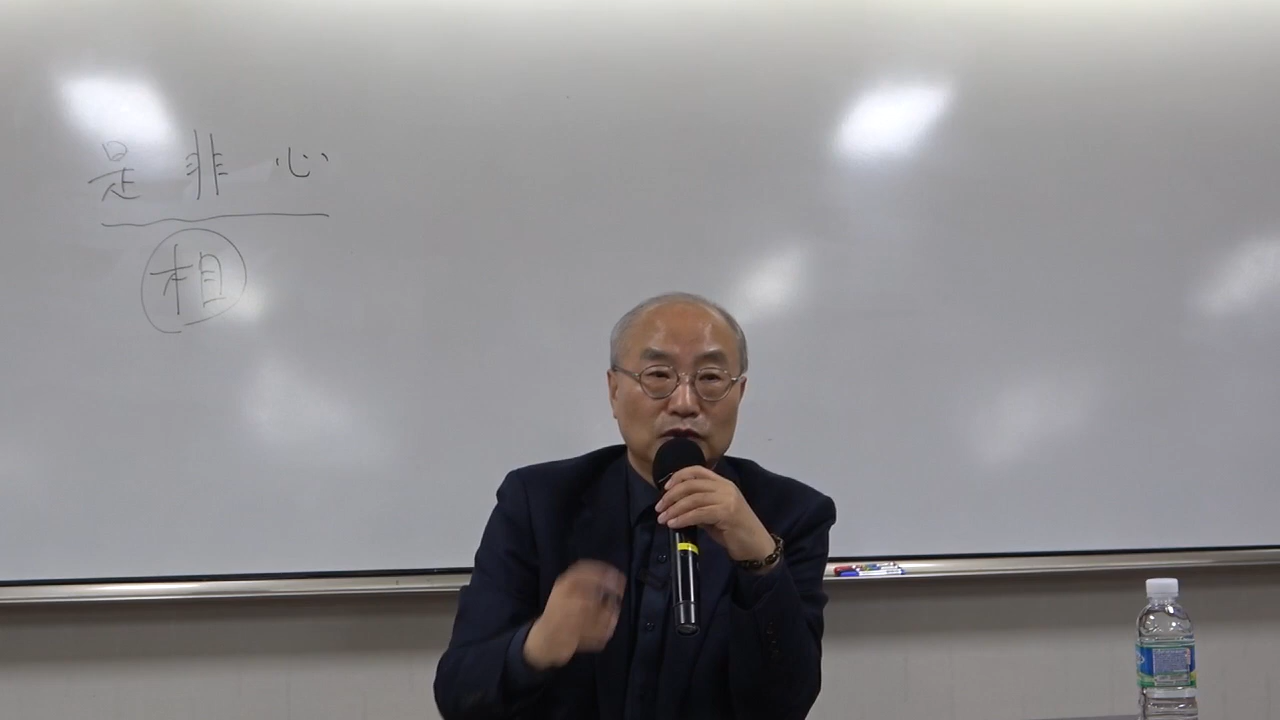 是 非 心
相